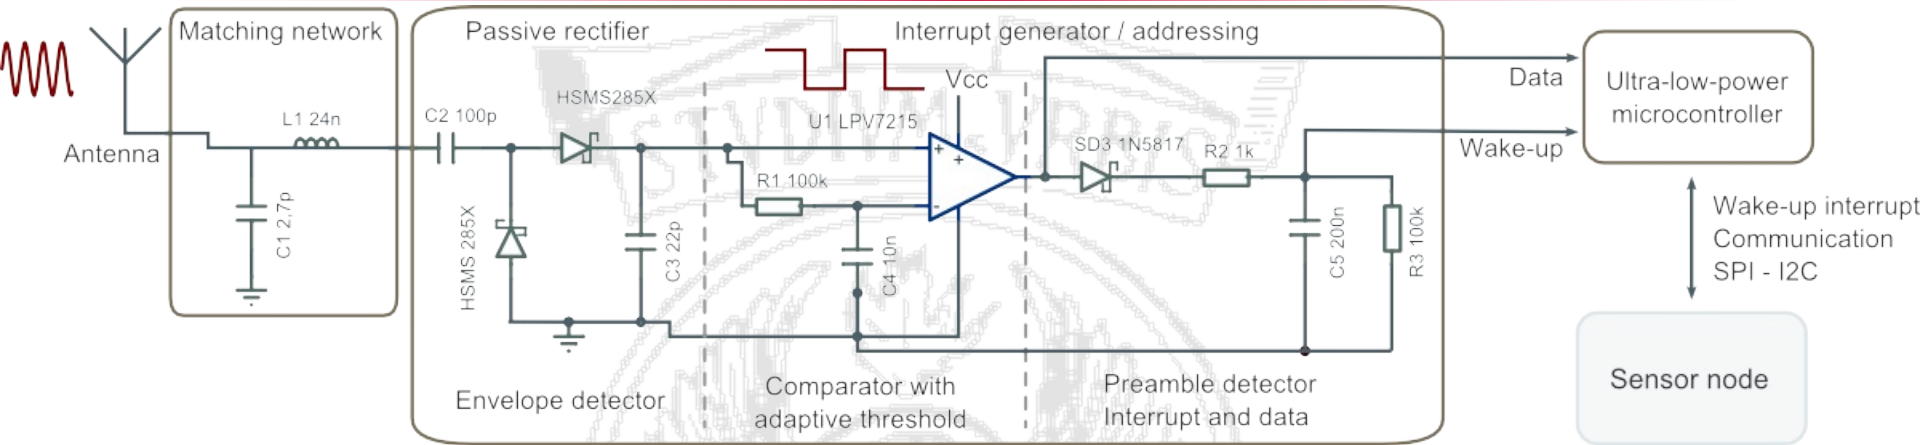 Matching network
Passive rectifier
Interrupt generator / addressing
Vcc
Data
Ultra-low-power
microcontroller
HSMS285X
L1 24n
C2 100p
U1 LPV7215
Antenna
SD3 1N5817
R2 1k
Wake-up
R1 100k
+
+
-
C1 2,7p
HSMS 285X
C3 22p
C4 10n
C5 200n
R3 100k
Wake-up interrupt
Communication
SPI - I2C
Envelope detector
Comparator with
adaptive threshold
Preamble detector
Interrupt and data
Sensor node